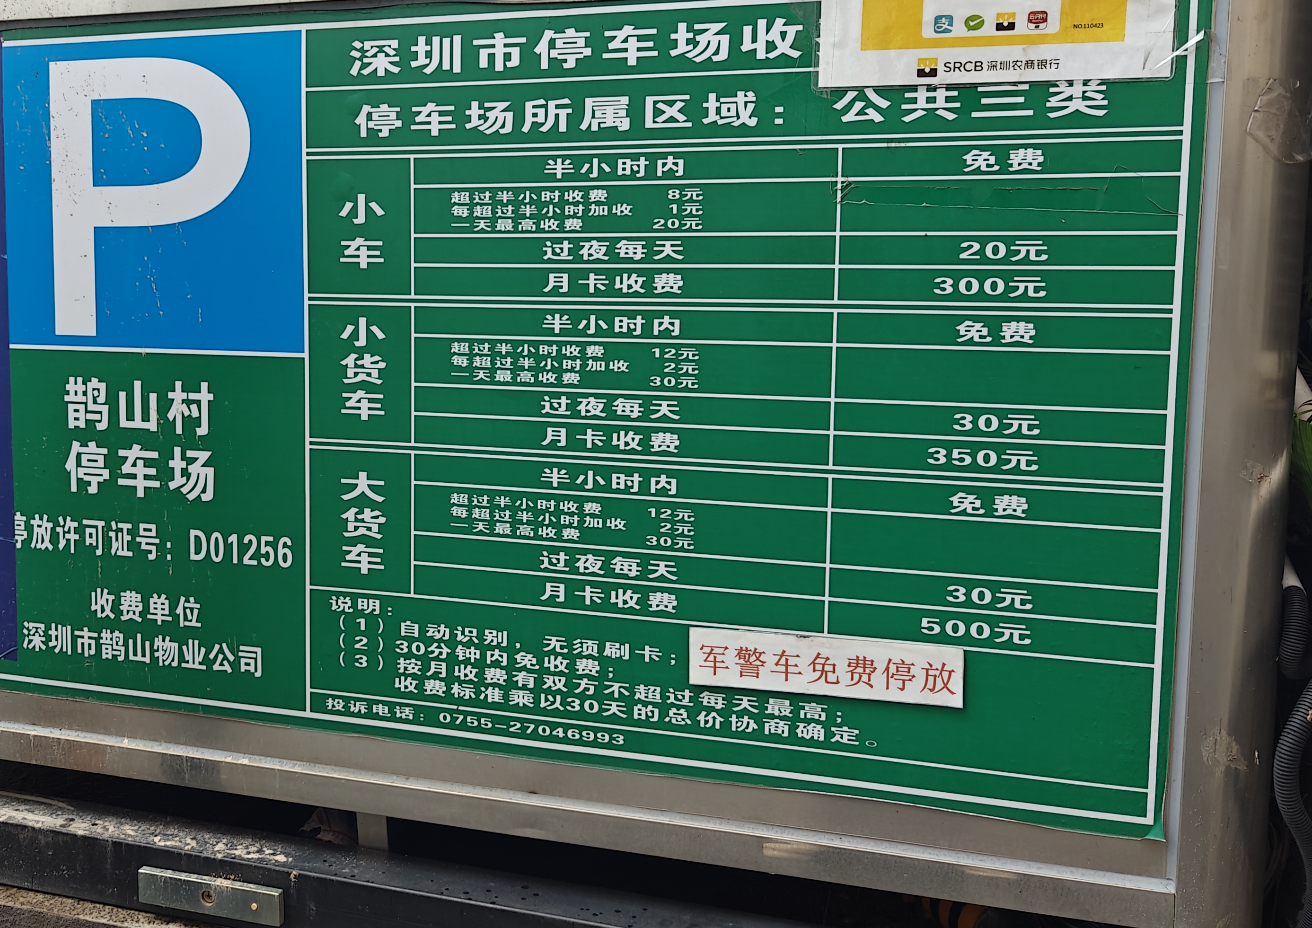 P
鹊山村
停车场
停放许可证号：D01256
收费单位
深圳市鹊山物业公司
NO.110423
SRCB 深圳农商银行
深圳市停车场收
停车场所属区域：公共三类
小车
半小时内 免费
超过半小时收费 8元
每超过半小时加收 1元
一天最高收费 20元
过夜每天 20元
月卡收费 300元
小货车
半小时内 免费
超过半小时收费 12元
每超过半小时加收 2元
一天最高收费 30元
过夜每天 30元
月卡收费 350元
大货车
半小时内 免费
超过半小时收费 12元
每超过半小时加收 2元
一天最高收费 30元
过夜每天 30元
月卡收费 500元
说明：
（1）自动识别，无须刷卡；
（2）30分钟内免收费；
（3）按月收费有双方不超过每天最高；
收费标准乘以30天的总价协商确定。
军警车免费停放
投诉电话：0755-27046993